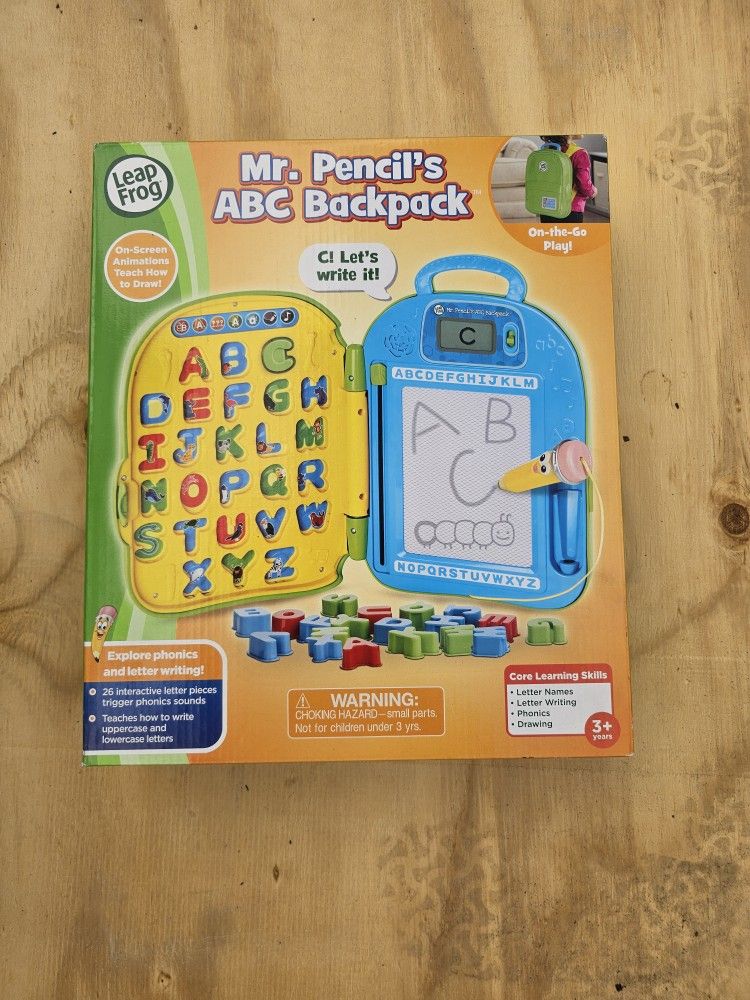 Leap
Frog
Mr. Pencil's
ABC Backpack™
On-the-Go
Play!
On-Screen
Animations
Teach How
to Draw!
C! Let's
write it!
Mr. Pencil's ABC Backpack
C
A B C
D E F G H
I J K L M
N O P Q R
S T U V W
X Y Z
ABCDEFGHIJKLM
A B
C
NOPQRSTUVWXYZ
Explore phonics
and letter writing!
• 26 interactive letter pieces
trigger phonics sounds
• Teaches how to write
uppercase and
lowercase letters
WARNING:
CHOKING HAZARD—small parts.
Not for children under 3 yrs.
Core Learning Skills
• Letter Names
• Letter Writing
• Phonics
• Drawing
3+
years